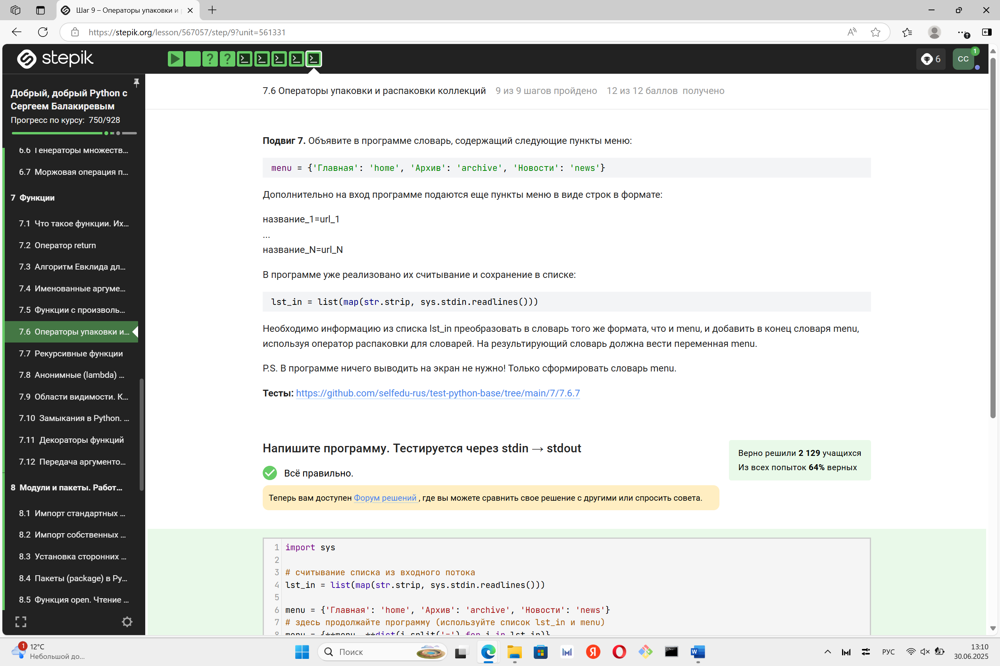 Шаг 9 – Операторы упаковки и
https://stepik.org/lesson/567057/step/9?unit=561331
stepik
6
CC
1
Добрый, добрый Python с
Сергеем Балакиревым
Прогресс по курсу: 750/928
6.6 Генераторы множеств...
6.7 Моржовая операция п...
7 Функции
7.1 Что такое функции. Их...
7.2 Оператор return
7.3 Алгоритм Евклида дл...
7.4 Именованные аргуме...
7.5 Функции с произволь...
7.6 Операторы упаковки и...
7.7 Рекурсивные функции
7.8 Анонимные (lambda) ...
7.9 Области видимости. К...
7.10 Замыкания в Python. ...
7.11 Декораторы функций
7.12 Передача аргументо...
8 Модули и пакеты. Работ...
8.1 Импорт стандартных ...
8.2 Импорт собственных ...
8.3 Установка сторонних ...
8.4 Пакеты (package) в Py...
8.5 Функция open. Чтение ...
7.6 Операторы упаковки и распаковки коллекций 9 из 9 шагов пройдено 12 из 12 баллов получено
Подвиг 7. Объявите в программе словарь, содержащий следующие пункты меню:
menu = {'Главная': 'home', 'Архив': 'archive', 'Новости': 'news'}
Дополнительно на вход программе подаются еще пункты меню в виде строк в формате:
название_1=url_1
...
название_N=url_N
В программе уже реализовано их считывание и сохранение в списке:
lst_in = list(map(str.strip, sys.stdin.readlines()))
Необходимо информацию из списка lst_in преобразовать в словарь того же формата, что и menu, и добавить в конец словаря menu,
используя оператор распаковки для словарей. На результирующий словарь должна вести переменная menu.
P.S. В программе ничего выводить на экран не нужно! Только сформировать словарь menu.
Тесты: https://github.com/selfedu-rus/test-python-base/tree/main/7/7.6.7
Напишите программу. Тестируется через stdin → stdout
Верно решили 2 129 учащихся
Из всех попыток 64% верных
Всё правильно.
Теперь вам доступен Форум решений , где вы можете сравнить свое решение с другими или спросить совета.
1 import sys
2
3 # считывание списка из входного потока
4 lst_in = list(map(str.strip, sys.stdin.readlines()))
5
6 menu = {'Главная': 'home', 'Архив': 'archive', 'Новости': 'news'}
7 # здесь продолжайте программу (используйте список lst_in и menu)
8 menu = {**menu, **dict(i.split('=') for i in lst_in)}
1
12°C
Небольшой до...
Поиск
РУС
13:10
30.06.2025